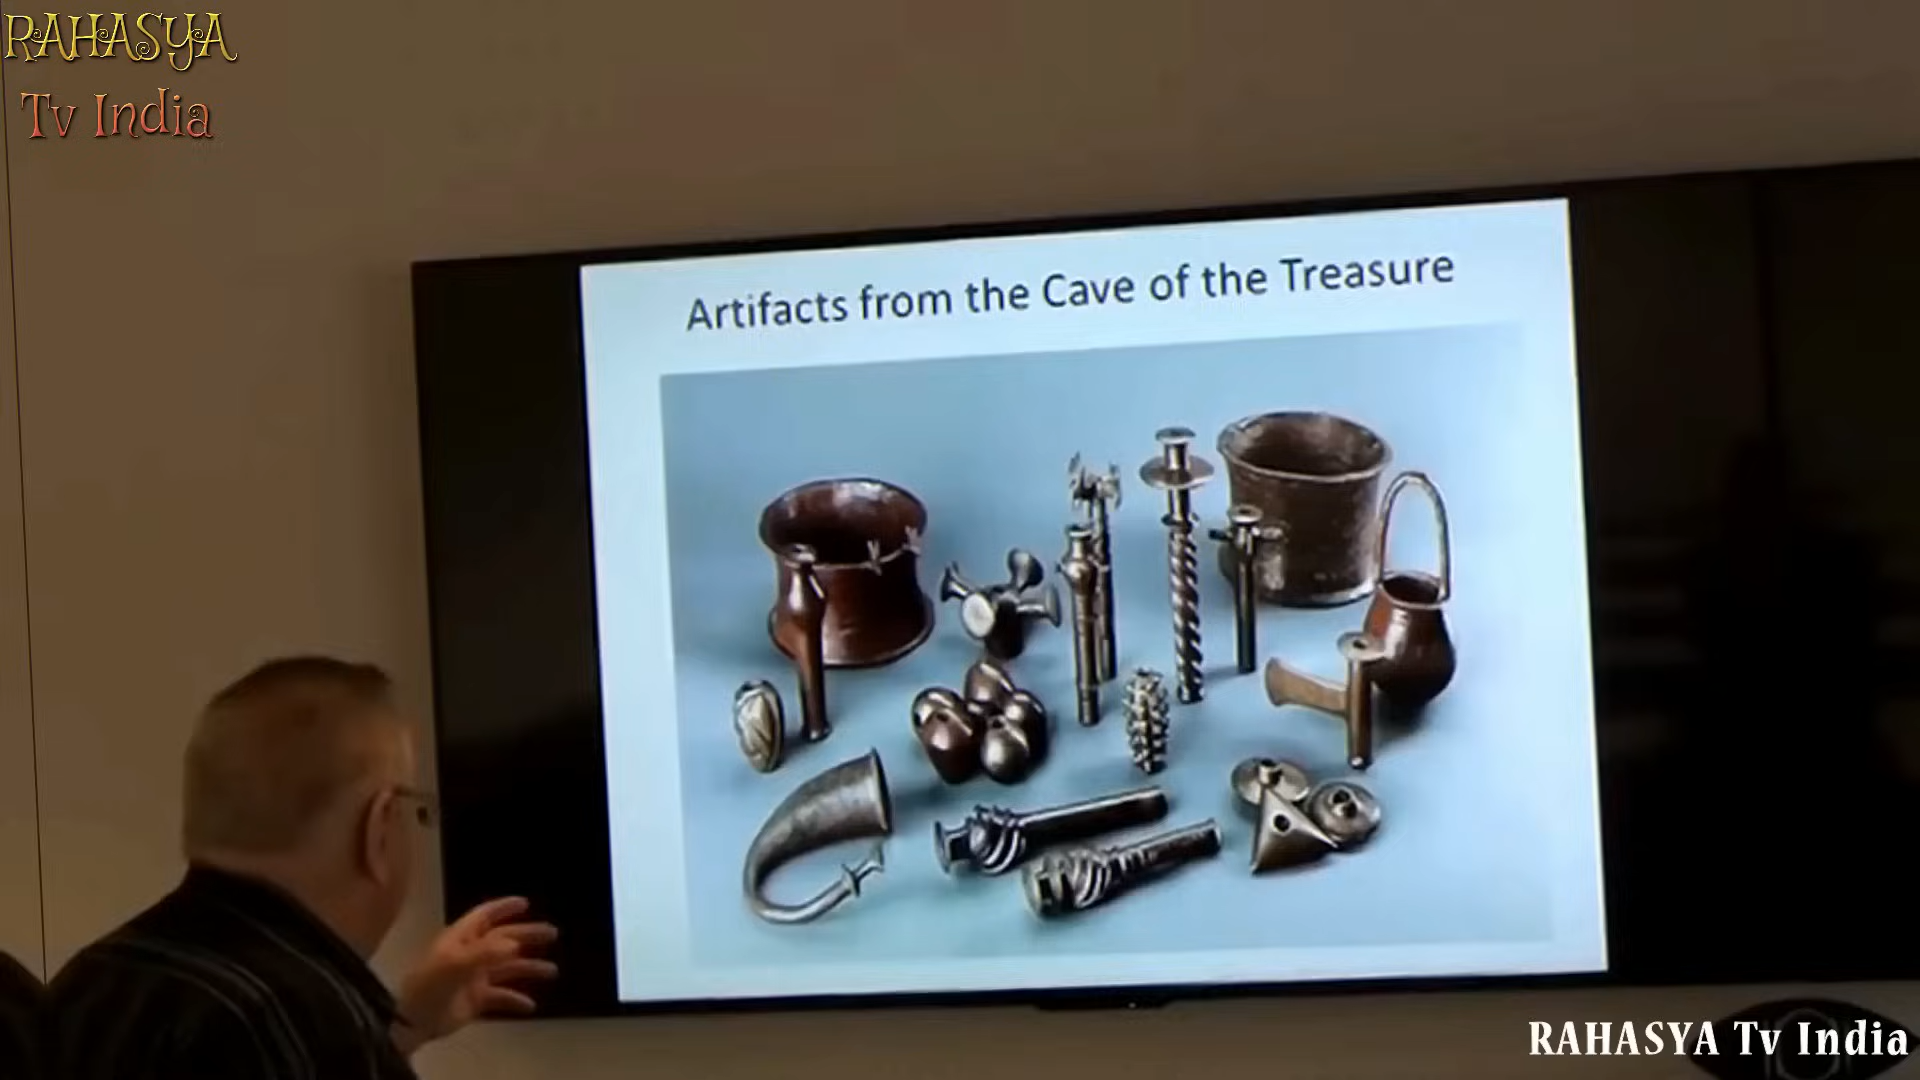 RAHASYA
Tv India
Artifacts from the Cave of the Treasure
RAHASYA Tv India